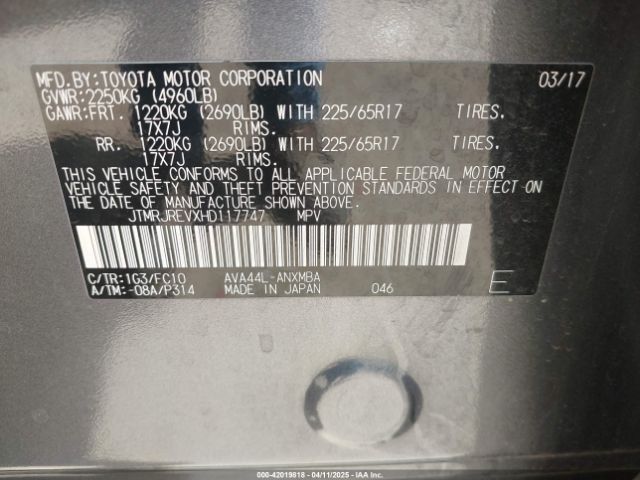 MFD.BY:TOYOTA MOTOR CORPORATION 03/17
GVWR:2250KG (4960LB)
GAWR:FRT. 1220KG (2690LB) WITH 225/65R17 TIRES.
17X7J RIMS.
RR. 1220KG (2690LB) WITH 225/65R17 TIRES.
17X7J RIMS.
THIS VEHICLE CONFORMS TO ALL APPLICABLE FEDERAL MOTOR
VEHICLE SAFETY AND THEFT PREVENTION STANDARDS IN EFFECT ON
THE DATE OF MANUFACTURE SHOWN ABOVE.
JTMRJREVXHD117747 MPV
C/TR:1G3/FC10 AVA44L-ANXMBA
A/TM:-08A/P314 MADE IN JAPAN 046 E
000-42019818 - 04/11/2025 - IAA Corp.